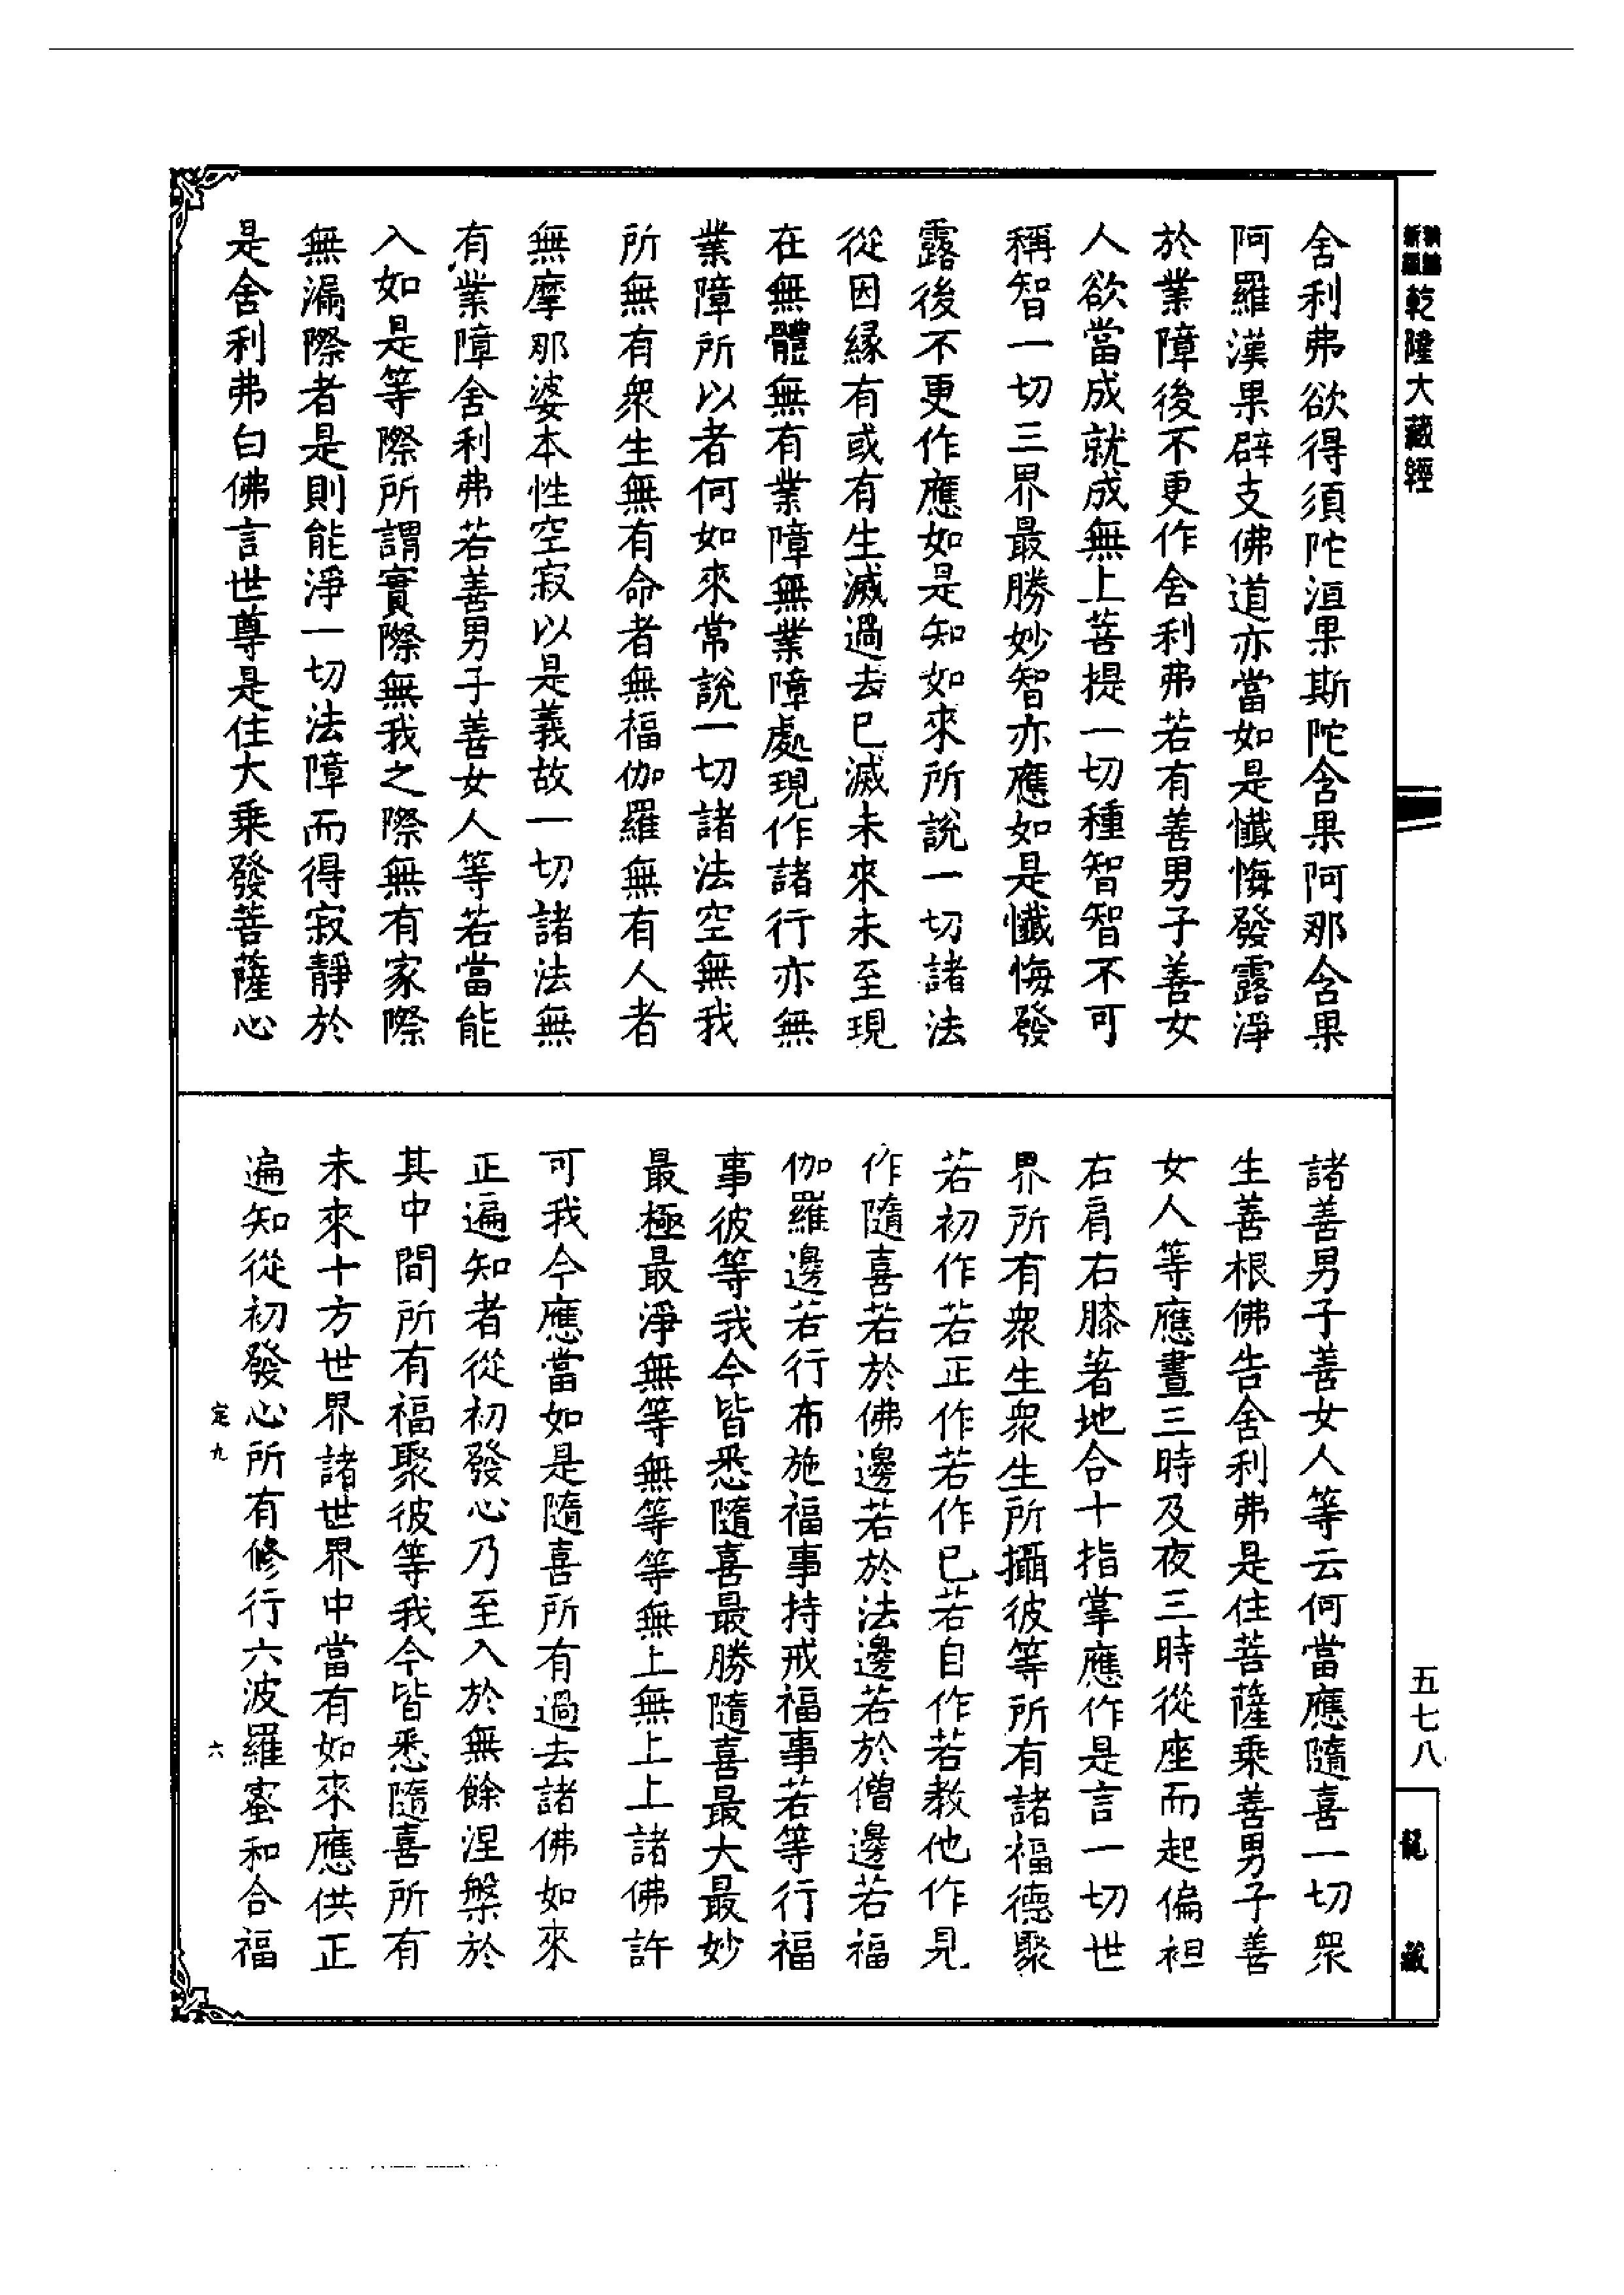 乾隆大藏經
舍利弗欲得須陀洹果斯陀含果阿那含果
阿羅漢果辟支佛道亦當如是懺悔發露淨
於業障後不更作舍利弗若有善男子善女
人欲當成就成無上菩提一切種智智不可
稱智一切三界最勝妙智亦應如是懺悔發
露後不更作應如是知如來所說一切諸法
從因緣有或有生滅過去已滅未來未至現
在無體無有業障無業障處現作諸行亦無
業障所以者何如來常說一切諸法空無我
所無有衆生無有命者無福伽羅無有人者
無摩那婆本性空寂以是義故一切諸法無
有業障舍利弗若善男子善女人等若當能
入如是等際所謂實際無我之際無有家際
無漏際者是則能淨一切法障而得寂靜於
是舍利弗白佛言世尊是住大乘發菩薩心
諸善男子善女人等云何當應隨喜一切衆
生善根佛告舍利弗是住菩薩乘善男子善
女人等應晝三時及夜三時從座而起偏袒
右肩右膝著地合十指掌應作是言一切世
界所有衆生衆生所攝彼等所有諸福德聚
若初作若正作若作已若自作若教他作見
作隨喜若於佛邊若於法邊若於僧邊若福
伽羅邊若行布施福事持戒福事若等行福
事彼等我今皆悉隨喜最勝隨喜最大最妙
最極最淨無等無等等無上無上上諸佛許
可我今應當如是隨喜所有過去諸佛如來
正遍知者從初發心乃至入於無餘涅槃於
其中間所有福聚彼等我今皆悉隨喜所有
未來十方世界諸世界中當有如來應供正
遍知從初發心所有修行六波羅蜜和合福
定九
六
五七八
龍藏